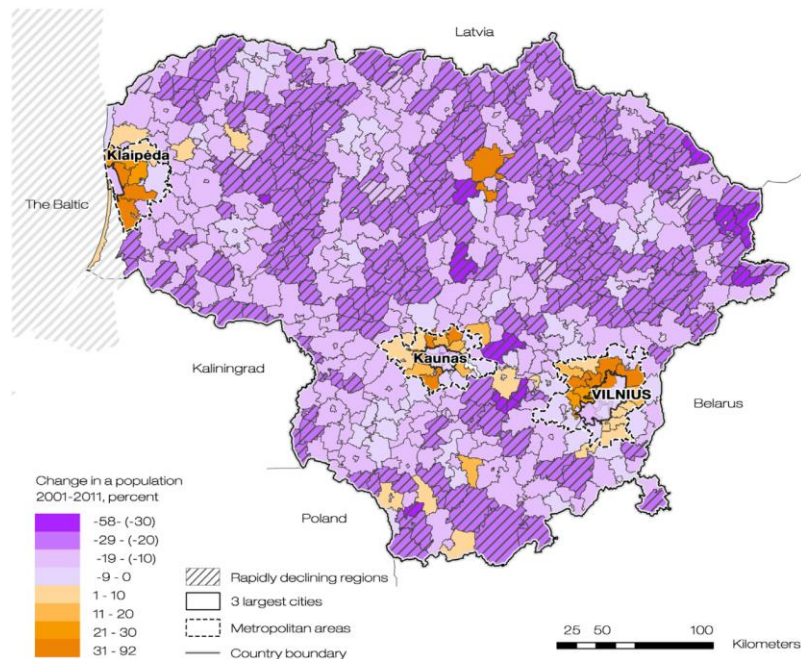 Latvia
Klaipėda
The Baltic
Kaliningrad
Kaunas
VILNIUS
Belarus
Poland
Change in a population
2001-2011, percent
-58- (-30)
-29 - (-20)
-19 - (-10)
-9 - 0
1 - 10
11 - 20
21 - 30
31 - 92
Rapidly declining regions
3 largest cities
Metropolitan areas
Country boundary
25 50 100
Kilometers